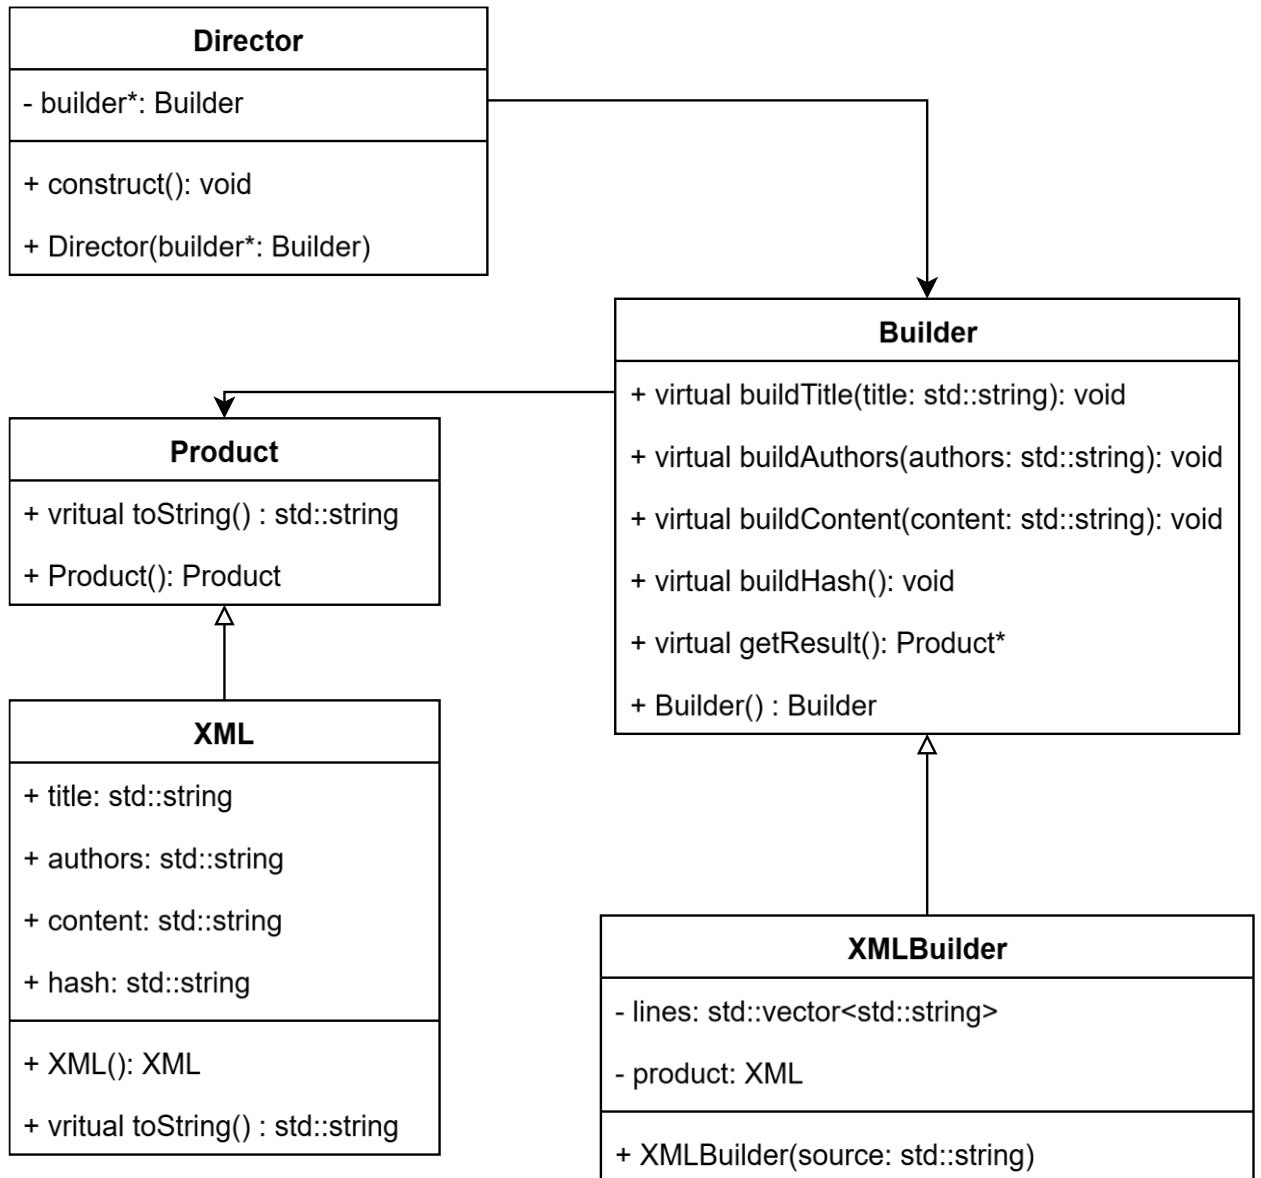 Director
- builder*: Builder
+ construct(): void
+ Director(builder*: Builder)
Builder
+ virtual buildTitle(title: std::string): void
+ virtual buildAuthors(authors: std::string): void
+ virtual buildContent(content: std::string): void
+ virtual buildHash(): void
+ virtual getResult(): Product*
+ Builder() : Builder
Product
+ vritual toString() : std::string
+ Product(): Product
XML
+ title: std::string
+ authors: std::string
+ content: std::string
+ hash: std::string
+ XML(): XML
+ vritual toString() : std::string
XMLBuilder
- lines: std::vector<std::string>
- product: XML
+ XMLBuilder(source: std::string)